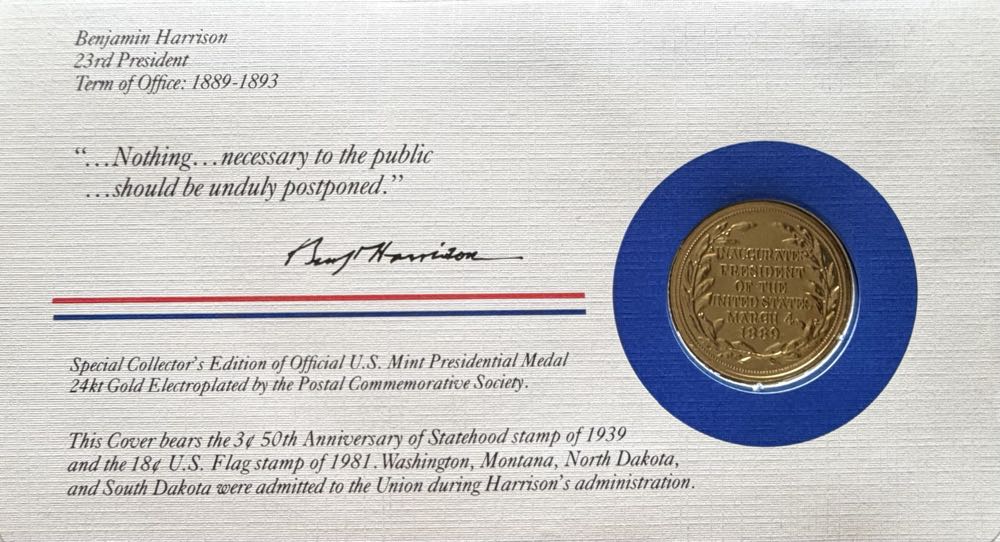 Benjamin Harrison
23rd President
Term of Office: 1889-1893
“...Nothing...necessary to the public
...should be unduly postponed.”
Benj Harrison
Special Collector's Edition of Official U.S. Mint Presidential Medal
24kt Gold Electroplated by the Postal Commemorative Society.
This Cover bears the 3¢ 50th Anniversary of Statehood stamp of 1939
and the 18¢ U.S. Flag stamp of 1981. Washington, Montana, North Dakota,
and South Dakota were admitted to the Union during Harrison's administration.
INAUGURATED
PRESIDENT
OF THE
UNITED STATES
MARCH 4.
1889